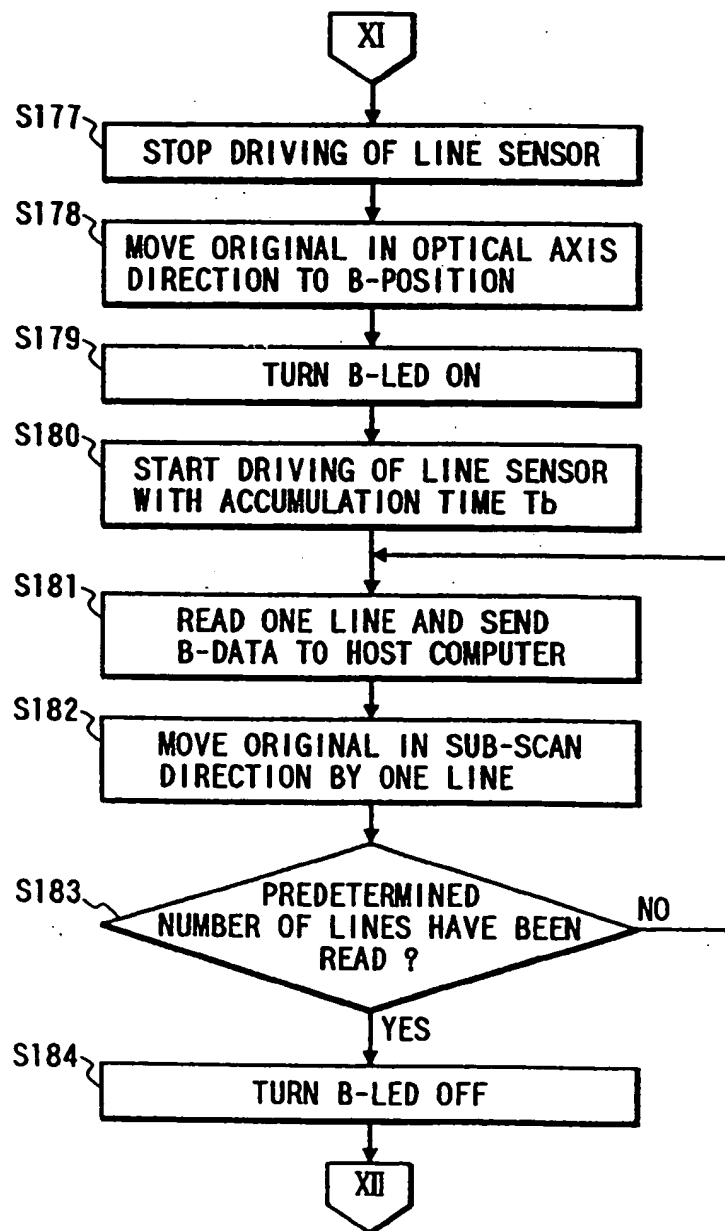 XI
S177
STOP DRIVING OF LINE SENSOR
S178
MOVE ORIGINAL IN OPTICAL AXIS
DIRECTION TO B-POSITION
S179
TURN B-LED ON
S180
START DRIVING OF LINE SENSOR
WITH ACCUMULATION TIME Tb
S181
READ ONE LINE AND SEND
B-DATA TO HOST COMPUTER
S182
MOVE ORIGINAL IN SUB-SCAN
DIRECTION BY ONE LINE
S183
PREDETERMINED
NUMBER OF LINES HAVE BEEN
READ ?
NO
YES
S184
TURN B-LED OFF
XII